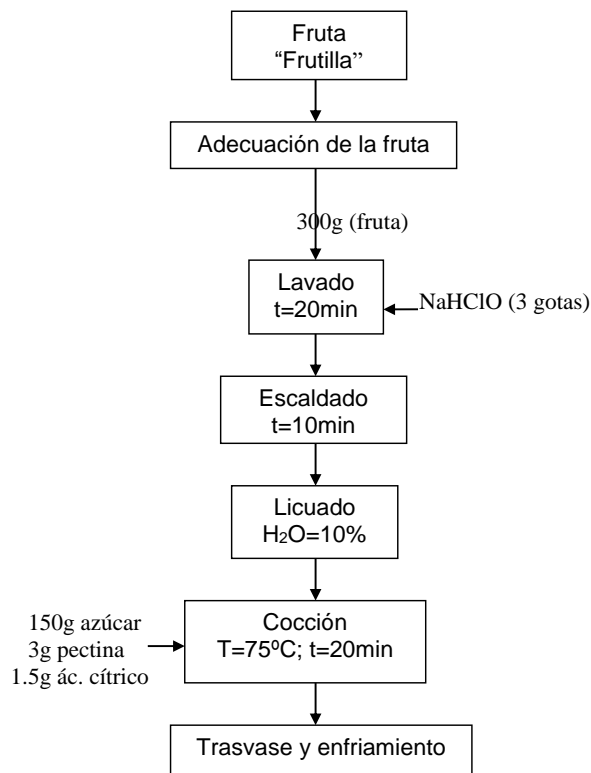 Fruta
“Frutilla”
Adecuación de la fruta
300g (fruta)
Lavado
t=20min
NaHClO (3 gotas)
Escaldado
t=10min
Licuado
H₂O=10%
150g azúcar
3g pectina
1.5g ác. cítrico
Cocción
T=75ºC; t=20min
Trasvase y enfriamiento